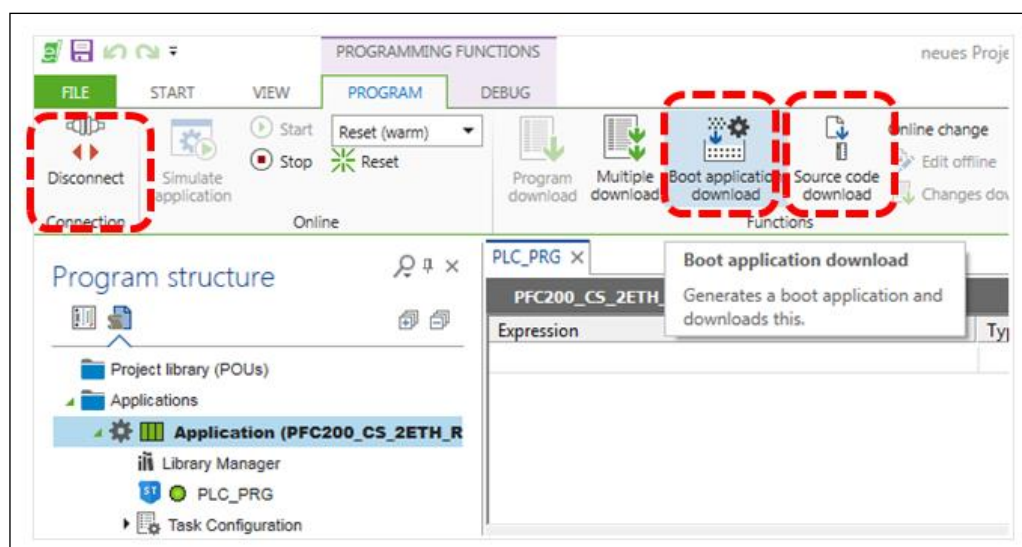 PROGRAMMING FUNCTIONS
neues Proje
FILE START VIEW PROGRAM DEBUG
Disconnect
Connection
Simulate
application
Start
Stop
Reset (warm)
Reset
Online
Program
download
Multiple
download
Boot application
download
Source code
download
Online change
Edit offline
Changes dow
Functions
Program structure
Project library (POUs)
Applications
Application (PFC200_CS_2ETH_R
Library Manager
ST PLC_PRG
Task Configuration
PLC_PRG
PFC200_CS_2ETH_
Expression
Ty
Boot application download
Generates a boot application and
downloads this.